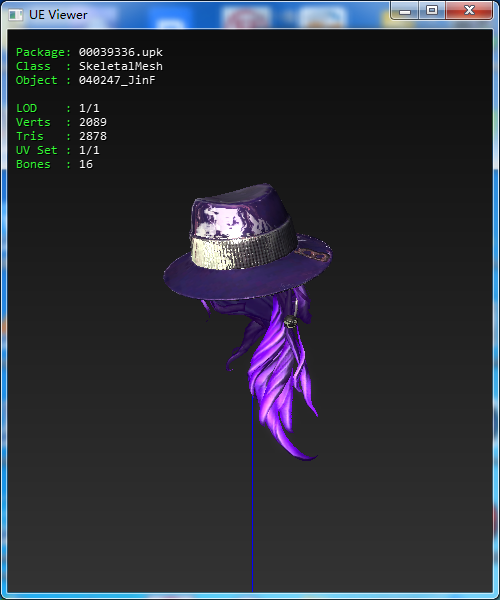 UE Viewer
Package: 00039336.upk
Class  : SkeletalMesh
Object : 040247_JinF
LOD    : 1/1
Verts  : 2089
Tris   : 2878
UV Set : 1/1
Bones  : 16